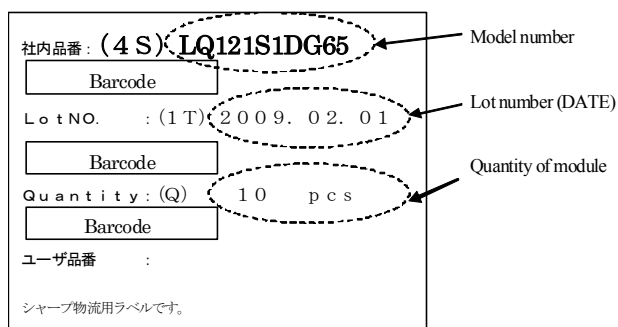 社内品番 : (4S) LQ121S1DG65
Model number
Barcode
LotNO. : (1T) 2009. 02. 01
Lot number (DATE)
Barcode
Quantity of module
Quantity : (Q) 10 pcs
Barcode
ユーザ品番 :
シャープ物流用ラベルです。